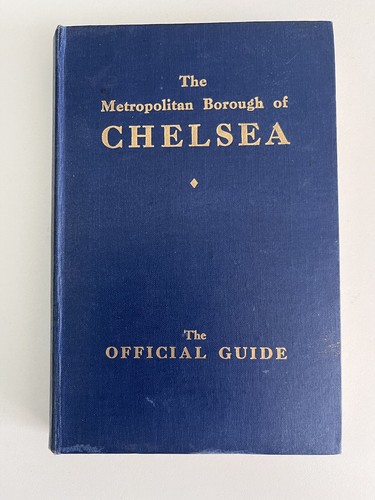 The
Metropolitan Borough of
CHELSEA
The
OFFICIAL GUIDE